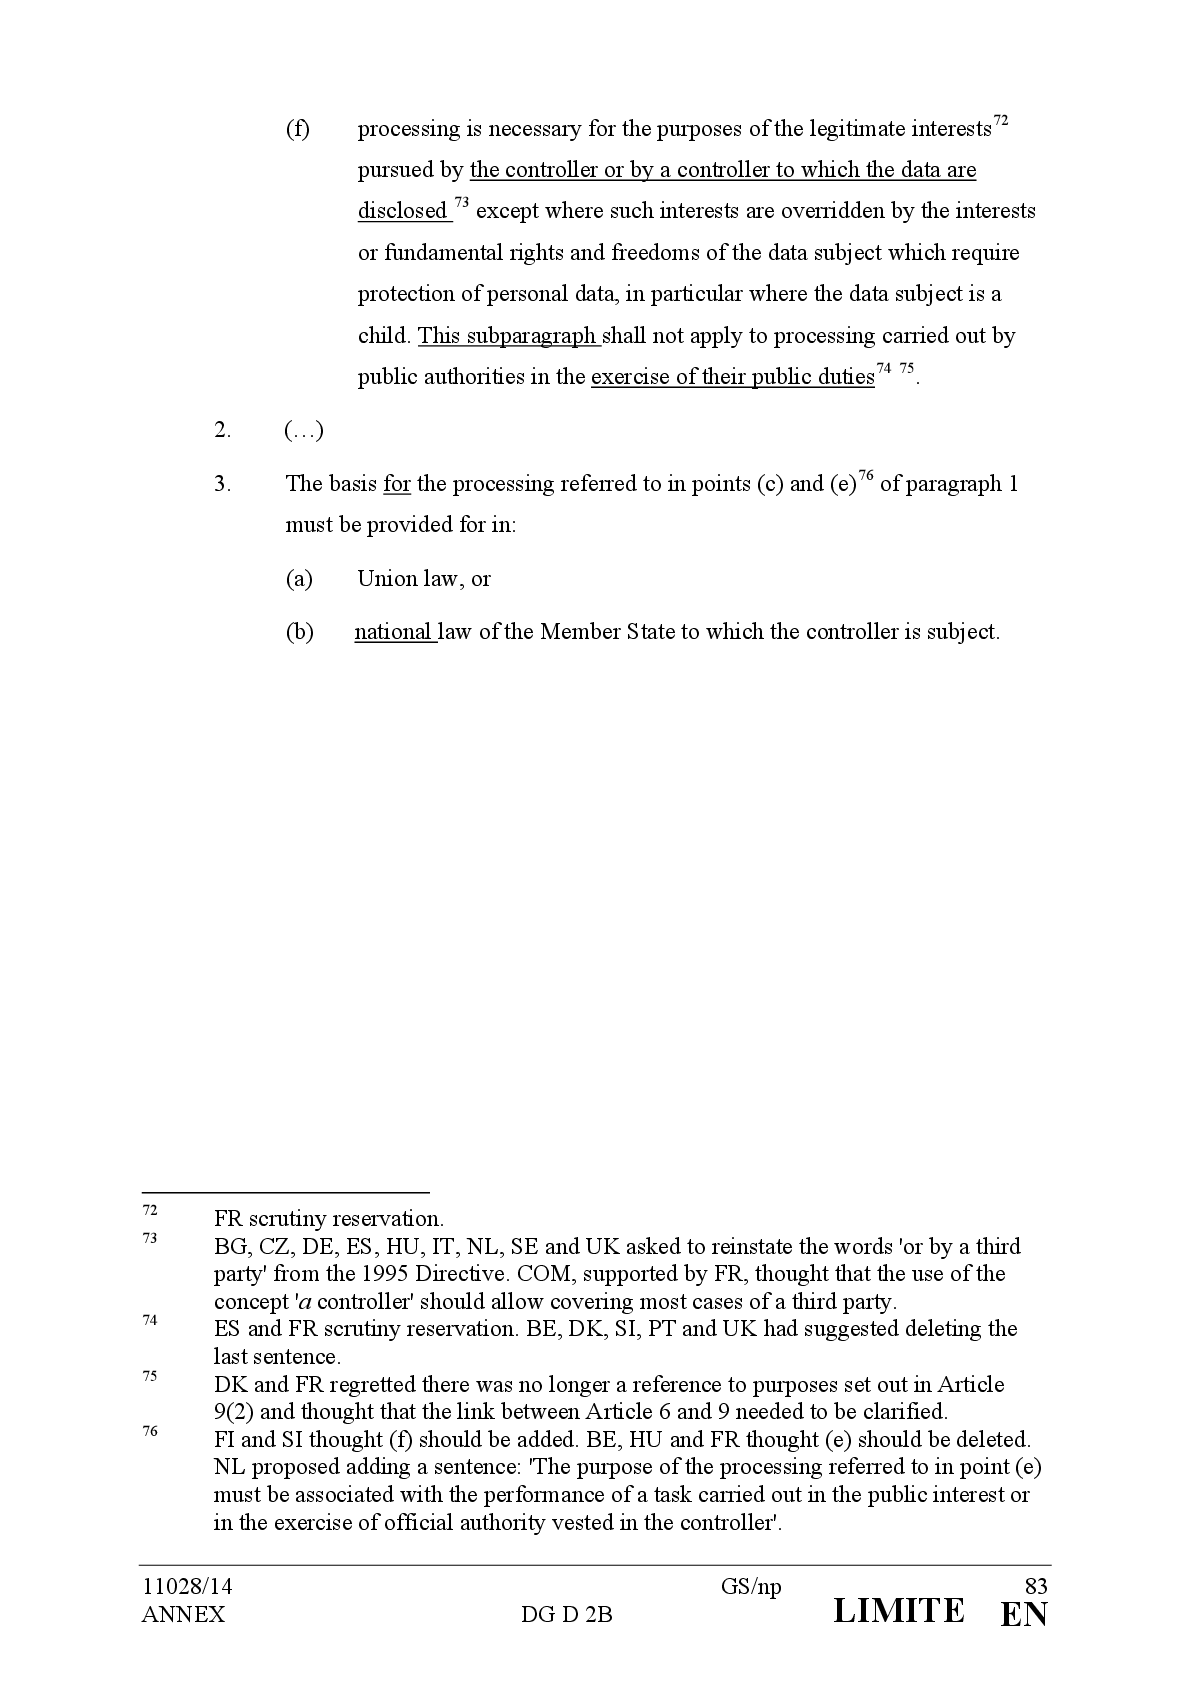 (f) processing is necessary for the purposes of the legitimate interests72
pursued by the controller or by a controller to which the data are
disclosed 73 except where such interests are overridden by the interests
or fundamental rights and freedoms of the data subject which require
protection of personal data, in particular where the data subject is a
child. This subparagraph shall not apply to processing carried out by
public authorities in the exercise of their public duties74 75.
2. (…)
3. The basis for the processing referred to in points (c) and (e)76 of paragraph 1
must be provided for in:
(a) Union law, or
(b) national law of the Member State to which the controller is subject.
72 FR scrutiny reservation.
73 BG, CZ, DE, ES, HU, IT, NL, SE and UK asked to reinstate the words 'or by a third
party' from the 1995 Directive. COM, supported by FR, thought that the use of the
concept 'a controller' should allow covering most cases of a third party.
74 ES and FR scrutiny reservation. BE, DK, SI, PT and UK had suggested deleting the
last sentence.
75 DK and FR regretted there was no longer a reference to purposes set out in Article
9(2) and thought that the link between Article 6 and 9 needed to be clarified.
76 FI and SI thought (f) should be added. BE, HU and FR thought (e) should be deleted.
NL proposed adding a sentence: 'The purpose of the processing referred to in point (e)
must be associated with the performance of a task carried out in the public interest or
in the exercise of official authority vested in the controller'.
11028/14 GS/np 83
ANNEX DG D 2B LIMITE EN